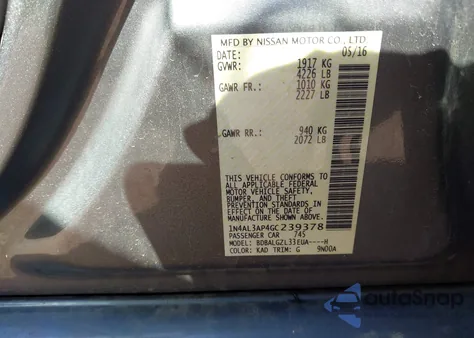 MFD BY NISSAN MOTOR CO., LTD.
DATE: 05/16
GVWR: 1917 KG
4226 LB
GAWR FR.: 1010 KG
2227 LB
GAWR RR.: 940 KG
2072 LB
THIS VEHICLE CONFORMS TO
ALL APPLICABLE FEDERAL
MOTOR VEHICLE SAFETY,
BUMPER, AND THEFT
PREVENTION STANDARDS IN
EFFECT ON THE DATE OF
MANUFACTURE SHOWN ABOVE.
1N4AL3AP4GC239378
PASSENGER CAR 745
MODEL: BDBALGZL33EUA----H
COLOR: KAD TRIM: G 9N00A
autoSnap